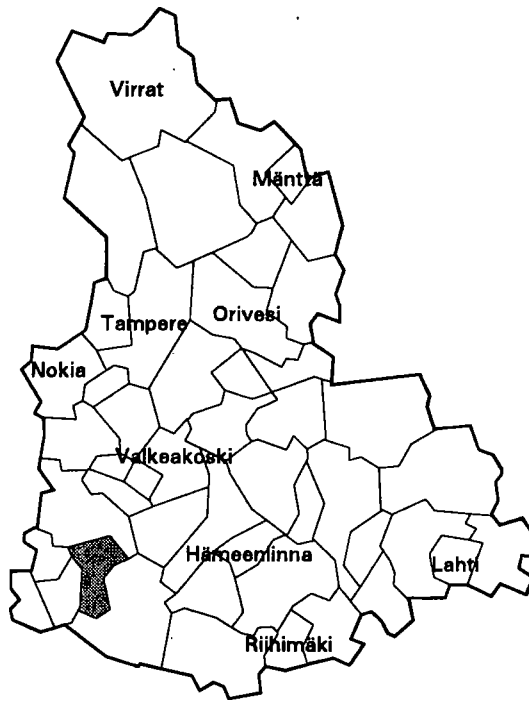 Virrat
Mänttä
Tampere
Orivesi
Nokia
Valkeakoski
Hämeenlinna
Lahti
Riihimäki